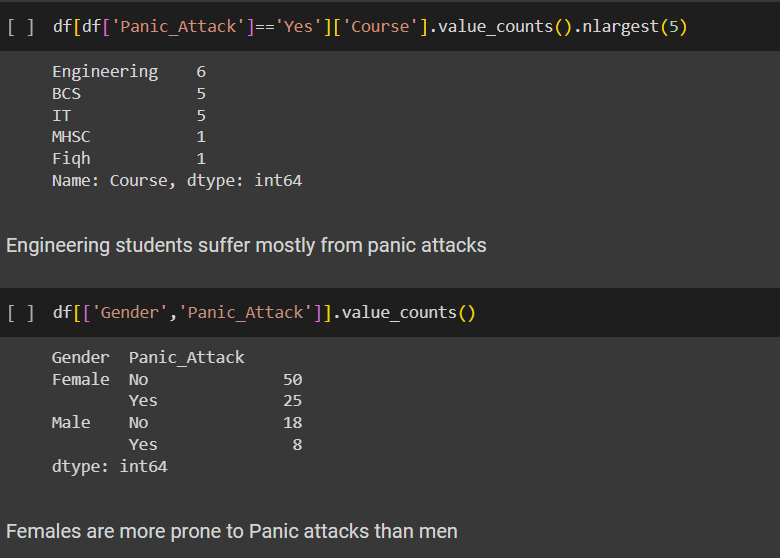 [ ] df[df['Panic_Attack']=='Yes']['Course'].value_counts().nlargest(5)
Engineering 6
BCS 5
IT 5
MHSC 1
Fiqh 1
Name: Course, dtype: int64
Engineering students suffer mostly from panic attacks
[ ] df[['Gender','Panic_Attack']].value_counts()
Gender Panic_Attack
Female No 50
Yes 25
Male No 18
Yes 8
dtype: int64
Females are more prone to Panic attacks than men